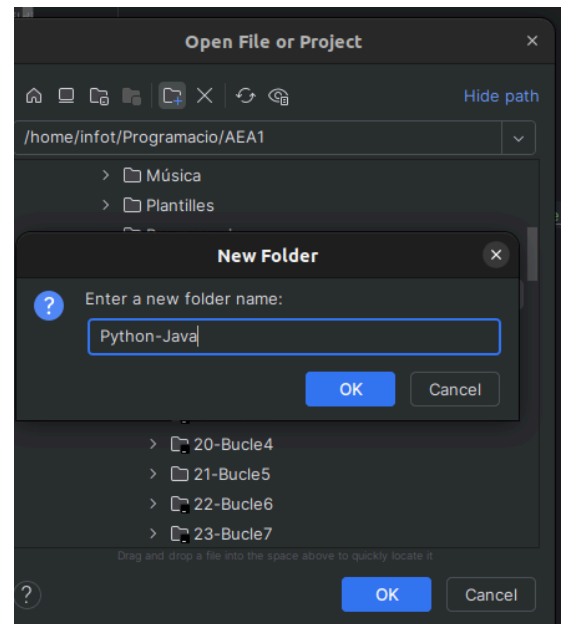 Open File or Project
Hide path
/home/infot/Programacio/AEA1
Música
Plantilles
New Folder
Enter a new folder name:
Python-Java
OK Cancel
20-Bucle4
21-Bucle5
22-Bucle6
23-Bucle7
Drag and drop a file into the space above to quickly locate it
? OK Cancel